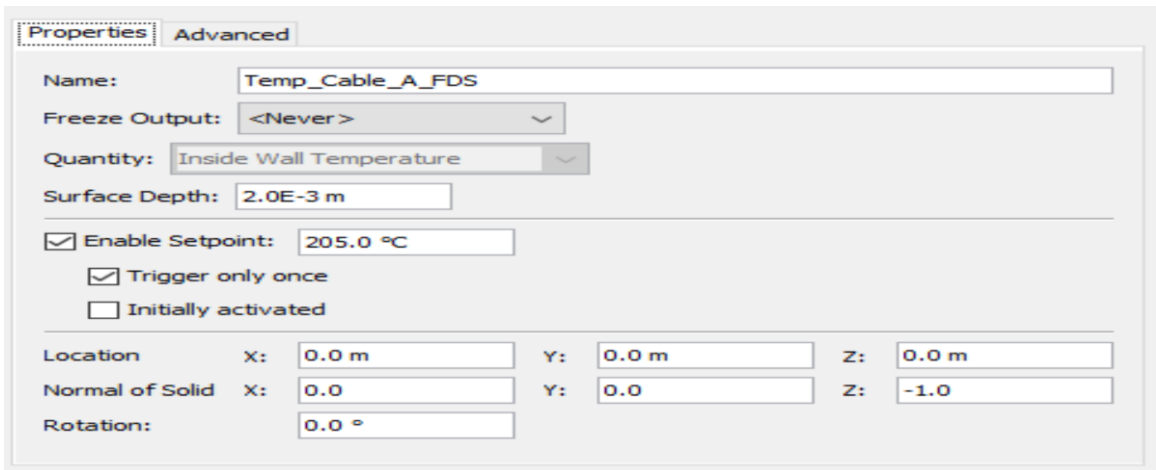 Properties Advanced
Name: Temp_Cable_A_FDS
Freeze Output: <Never>
Quantity: Inside Wall Temperature
Surface Depth: 2.0E-3 m
Enable Setpoint: 205.0 °C
Trigger only once
Initially activated
Location X: 0.0 m Y: 0.0 m Z: 0.0 m
Normal of Solid X: 0.0 Y: 0.0 Z: -1.0
Rotation: 0.0 °